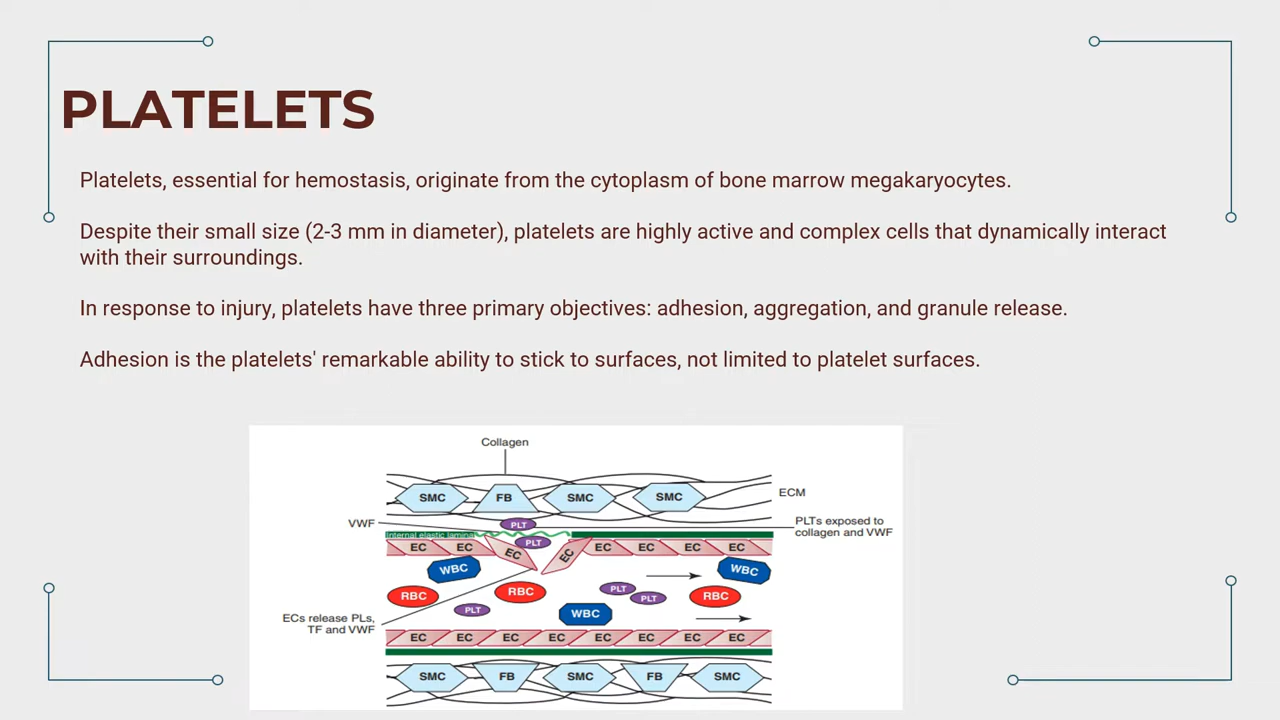 PLATELETS
Platelets, essential for hemostasis, originate from the cytoplasm of bone marrow megakaryocytes.
Despite their small size (2-3 mm in diameter), platelets are highly active and complex cells that dynamically interact
with their surroundings.
In response to injury, platelets have three primary objectives: adhesion, aggregation, and granule release.
Adhesion is the platelets' remarkable ability to stick to surfaces, not limited to platelet surfaces.
Collagen
SMC FB SMC SMC
ECM
PLT
VWF
PLTs exposed to
collagen and VWF
Internal elastic lamina
PLT
EC EC EC EC EC EC EC EC
WBC WBC
RBC RBC PLT PLT RBC
PLT WBC
ECs release PLs,
TF and VWF
EC EC EC EC EC EC EC EC
SMC FB SMC FB SMC